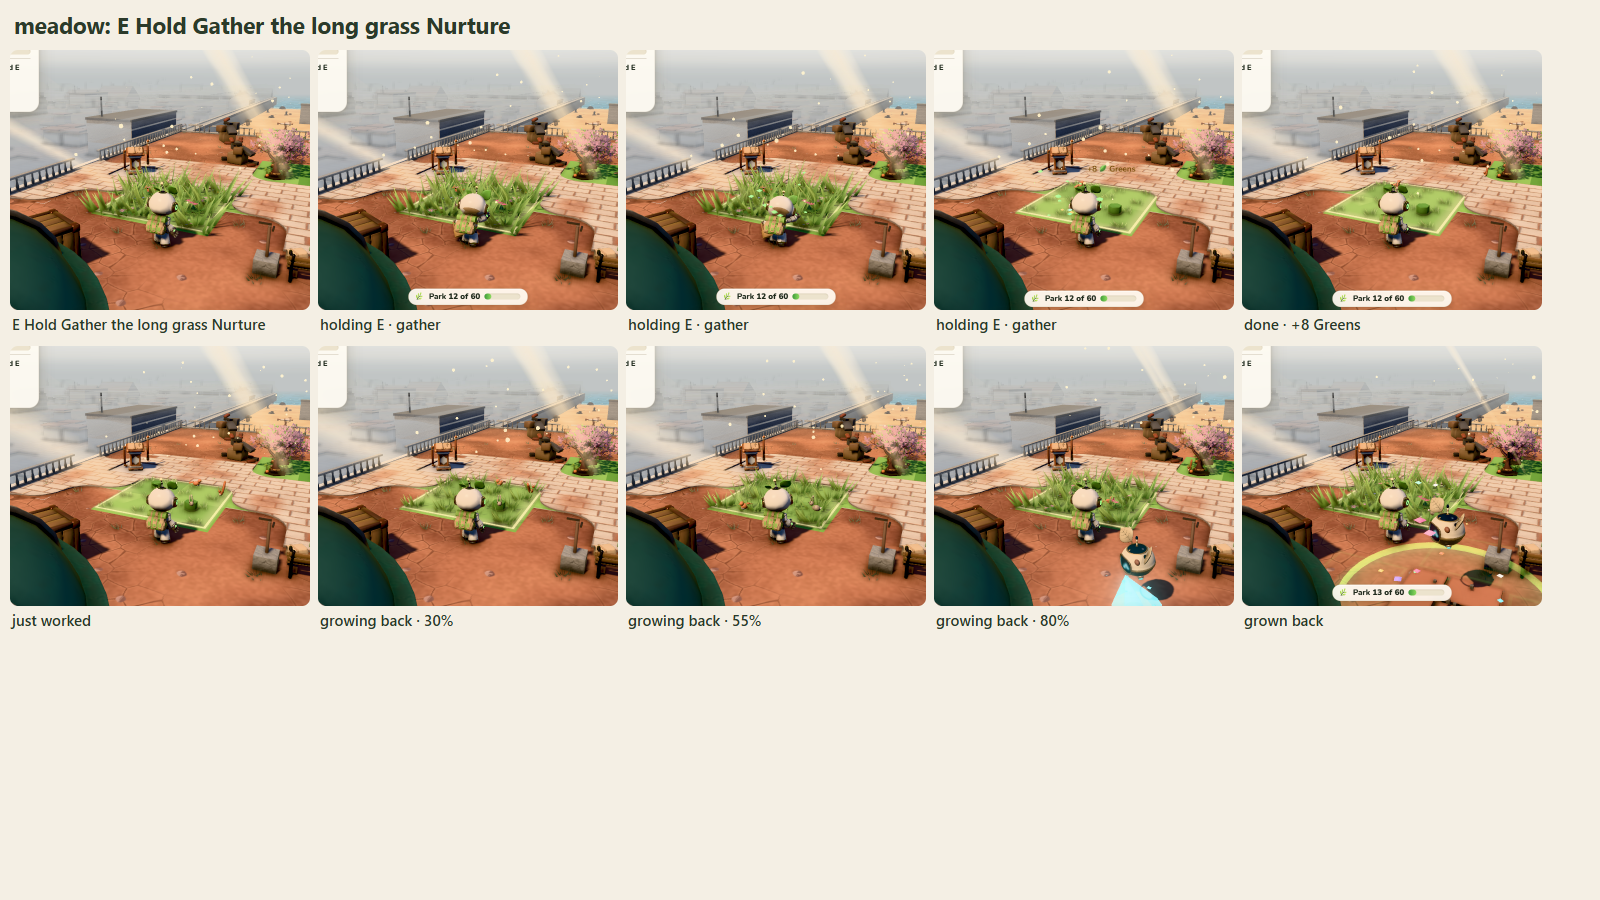 meadow: E Hold Gather the long grass Nurture
d E
d E
d E
d E
d E
+8 Greens
Park 12 of 60
Park 12 of 60
Park 12 of 60
Park 12 of 60
E Hold Gather the long grass Nurture
holding E · gather
holding E · gather
holding E · gather
done · +8 Greens
d E
d E
d E
d E
d E
Park 13 of 60
just worked
growing back · 30%
growing back · 55%
growing back · 80%
grown back